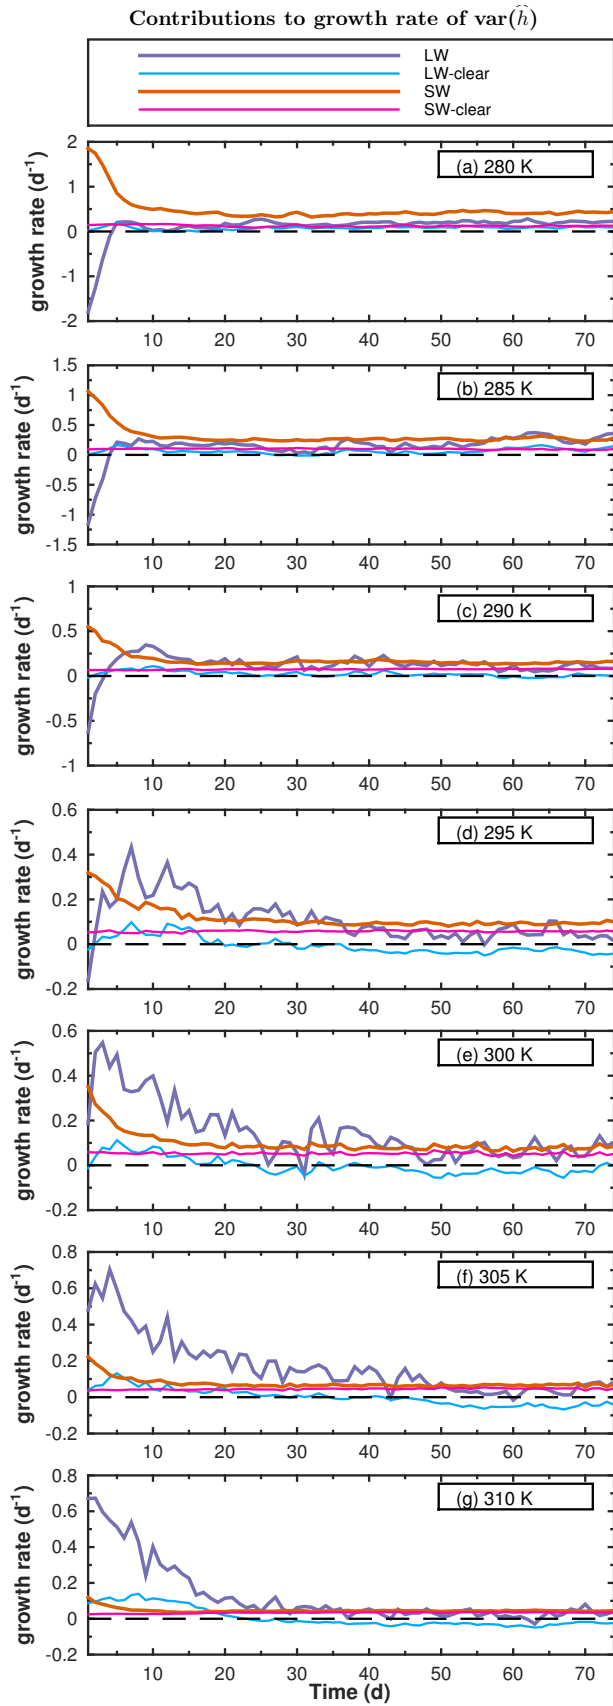 Contributions to growth rate of var(ĥ)
LW
LW-clear
SW
SW-clear
(a) 280 K
growth rate (d⁻¹)
2
1
0
-1
-2
10 20 30 40 50 60 70
(b) 285 K
growth rate (d⁻¹)
1.5
1
0.5
0
-0.5
-1
-1.5
10 20 30 40 50 60 70
(c) 290 K
growth rate (d⁻¹)
1
0.5
0
-0.5
-1
10 20 30 40 50 60 70
(d) 295 K
growth rate (d⁻¹)
0.6
0.4
0.2
0
-0.2
10 20 30 40 50 60 70
(e) 300 K
growth rate (d⁻¹)
0.6
0.4
0.2
0
-0.2
10 20 30 40 50 60 70
(f) 305 K
growth rate (d⁻¹)
0.8
0.6
0.4
0.2
0
-0.2
10 20 30 40 50 60 70
(g) 310 K
growth rate (d⁻¹)
0.8
0.6
0.4
0.2
0
-0.2
10 20 30 40 50 60 70
Time (d)